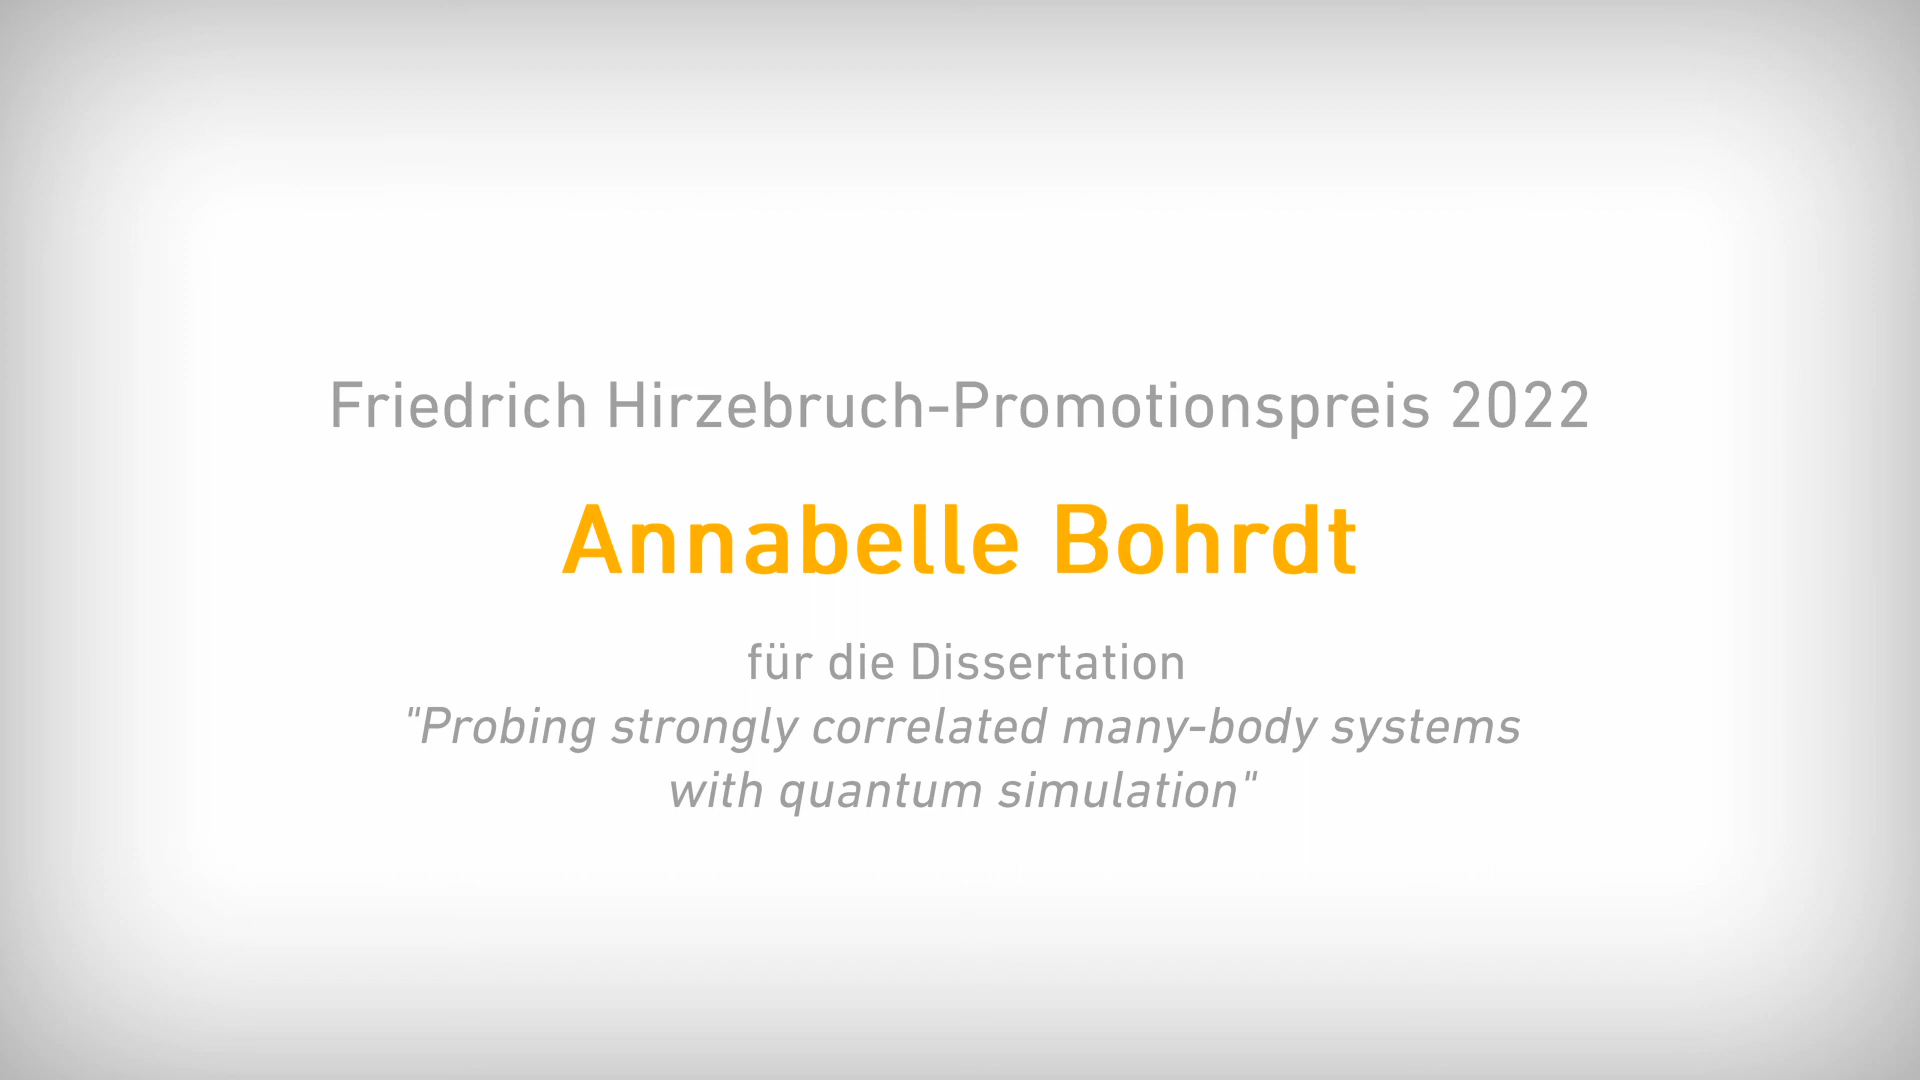 Friedrich Hirzebruch-Promotionspreis 2022
Annabelle Bohrdt
für die Dissertation
"Probing strongly correlated many-body systems
with quantum simulation"